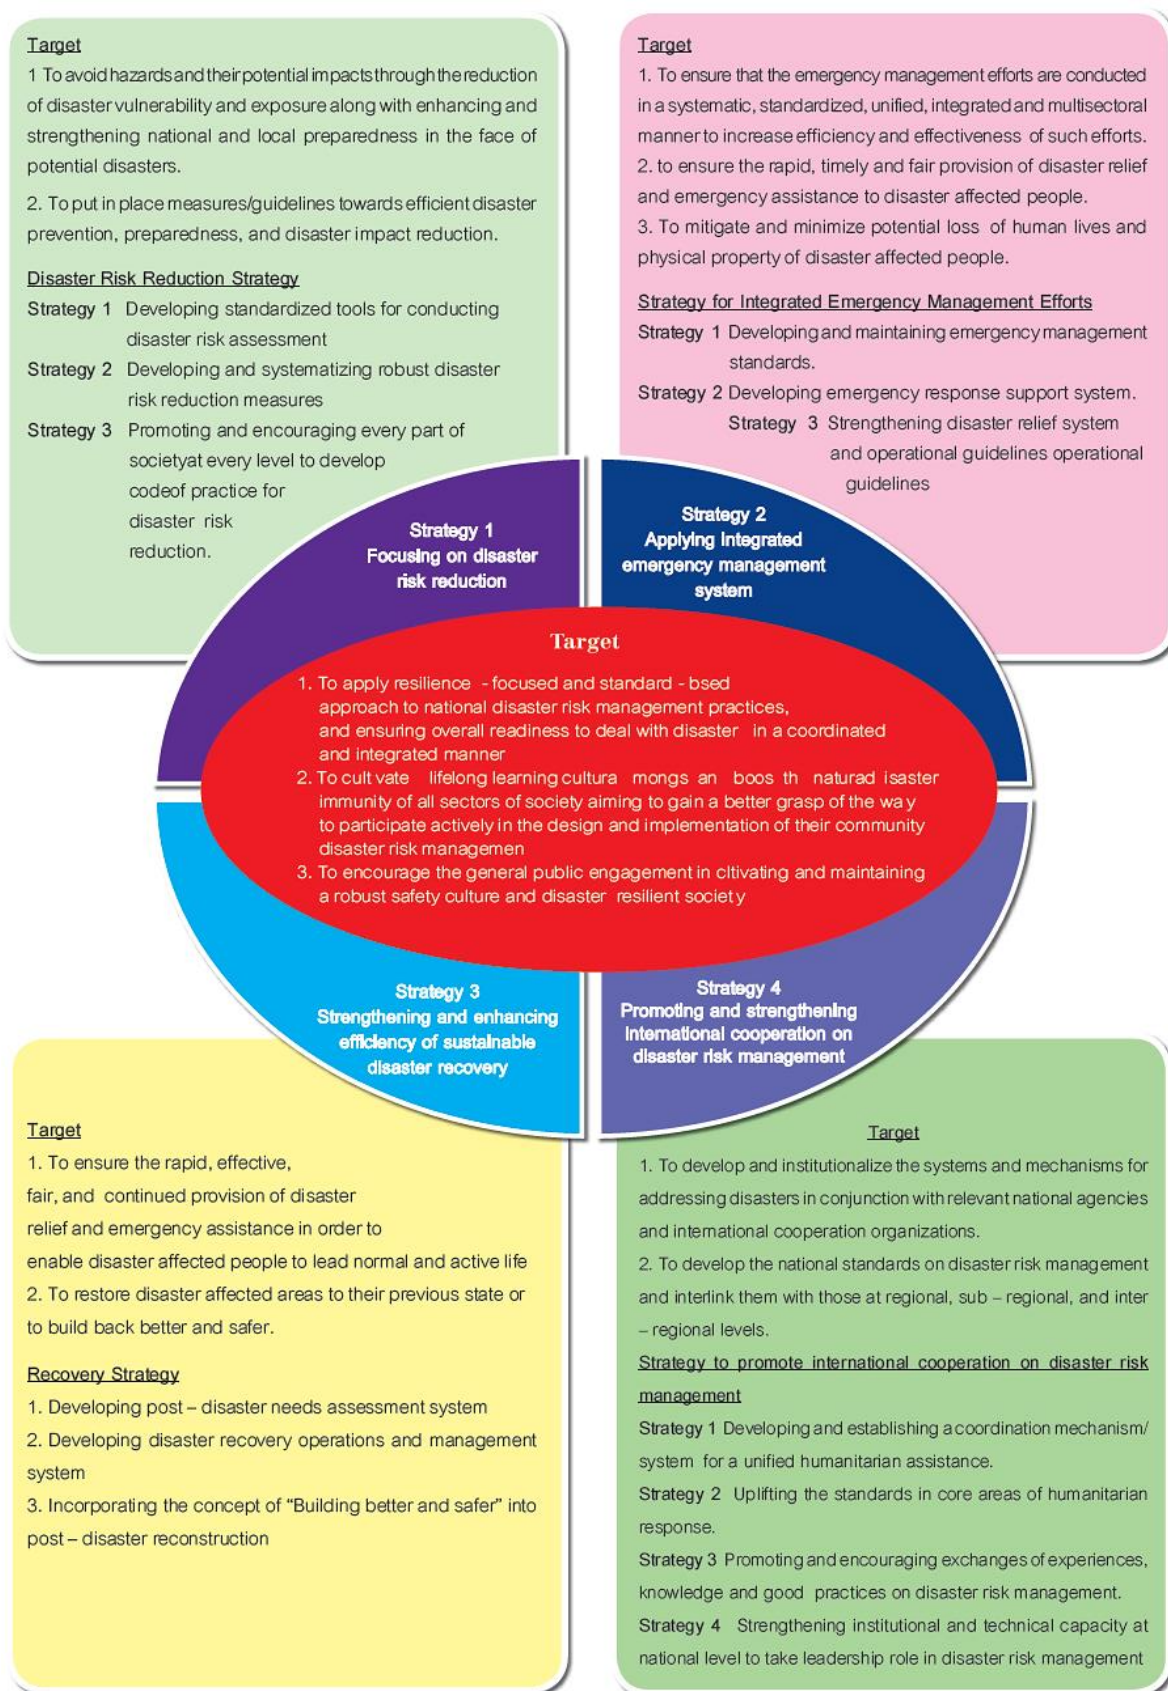 Target
1 To avoid hazards and their potential impacts through the reduction
of disaster vulnerability and exposure along with enhancing and
strengthening national and local preparedness in the face of
potential disasters.
2. To put in place measures/guidelines towards efficient disaster
prevention, preparedness, and disaster impact reduction.
Disaster Risk Reduction Strategy
Strategy 1 Developing standardized tools for conducting
disaster risk assessment
Strategy 2 Developing and systematizing robust disaster
risk reduction measures
Strategy 3 Promoting and encouraging every part of
societyat every level to develop
codeof practice for
disaster risk
reduction.
Target
1. To ensure that the emergency management efforts are conducted
in a systematic, standardized, unified, integrated and multisectoral
manner to increase efficiency and effectiveness of such efforts.
2. to ensure the rapid, timely and fair provision of disaster relief
and emergency assistance to disaster affected people.
3. To mitigate and minimize potential loss of human lives and
physical property of disaster affected people.
Strategy for Integrated Emergency Management Efforts
Strategy 1 Developing and maintaining emergency management
standards.
Strategy 2 Developing emergency response support system.
Strategy 3 Strengthening disaster relief system
and operational guidelines operational
guidelines
Strategy 1
Focusing on disaster
risk reduction
Strategy 2
Applying integrated
emergency management
system
Target
1. To apply resilience - focused and standard - bsed
approach to national disaster risk management practices,
and ensuring overall readiness to deal with disaster in a coordinated
and integrated manner
2. To cult vate lifelong learning cultura mongs an boos th naturad isaster
immunity of all sectors of society aiming to gain a better grasp of the way
to participate actively in the design and implementation of their community
disaster risk managemen
3. To encourage the general public engagement in cltivating and maintaining
a robust safety culture and disaster resilient society
Strategy 3
Strengthening and enhancing
efficiency of sustainable
disaster recovery
Strategy 4
Promoting and strengthening
international cooperation on
disaster risk management
Target
1. To ensure the rapid, effective,
fair, and continued provision of disaster
relief and emergency assistance in order to
enable disaster affected people to lead normal and active life
2. To restore disaster affected areas to their previous state or
to build back better and safer.
Recovery Strategy
1. Developing post – disaster needs assessment system
2. Developing disaster recovery operations and management
system
3. Incorporating the concept of “Building better and safer” into
post – disaster reconstruction
Target
1. To develop and institutionalize the systems and mechanisms for
addressing disasters in conjunction with relevant national agencies
and international cooperation organizations.
2. To develop the national standards on disaster risk management
and interlink them with those at regional, sub – regional, and inter
– regional levels.
Strategy to promote international cooperation on disaster risk
management
Strategy 1 Developing and establishing a coordination mechanism/
system for a unified humanitarian assistance.
Strategy 2 Uplifting the standards in core areas of humanitarian
response.
Strategy 3 Promoting and encouraging exchanges of experiences,
knowledge and good practices on disaster risk management.
Strategy 4 Strengthening institutional and technical capacity at
national level to take leadership role in disaster risk management